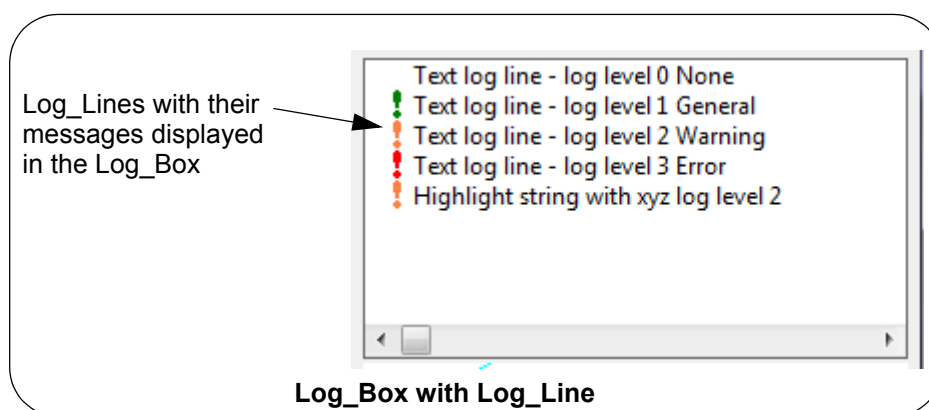 Log_Lines with their
messages displayed
in the Log_Box
Text log line - log level 0 None
Text log line - log level 1 General
Text log line - log level 2 Warning
Text log line - log level 3 Error
Highlight string with xyz log level 2
Log_Box with Log_Line